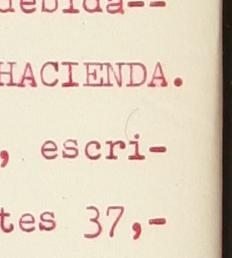 debida--
HACIENDA.
, escri-
tes 37,-